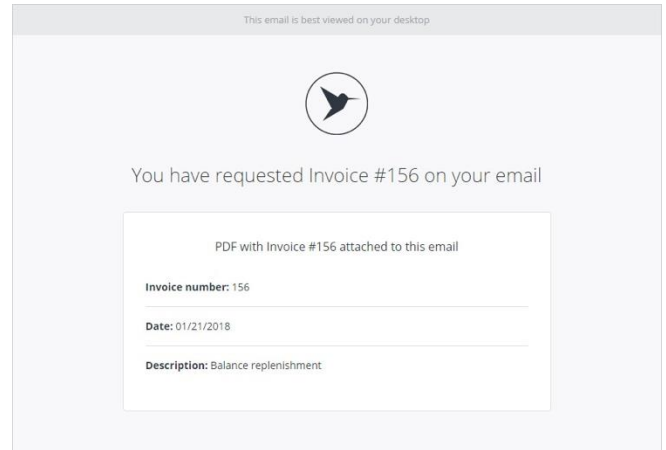 This email is best viewed on your desktop
You have requested Invoice #156 on your email
PDF with Invoice #156 attached to this email
Invoice number: 156
Date: 01/21/2018
Description: Balance replenishment